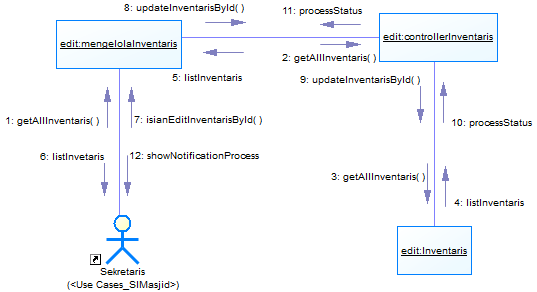 8: updateInventarisById( )
11: processStatus
edit:mengelolaInventaris
edit:controllerInventaris
2: getAllInventaris( )
5: listInventaris
9: updateInventarisById( )
1: getAllInventaris( )
7: isianEditInventarisById( )
10: processStatus
6: listInvetaris
12: showNotificationProcess
3: getAllInventaris( )
4: listInventaris
edit:Inventaris
Sekretaris
(<Use Cases_SIMasjid>)